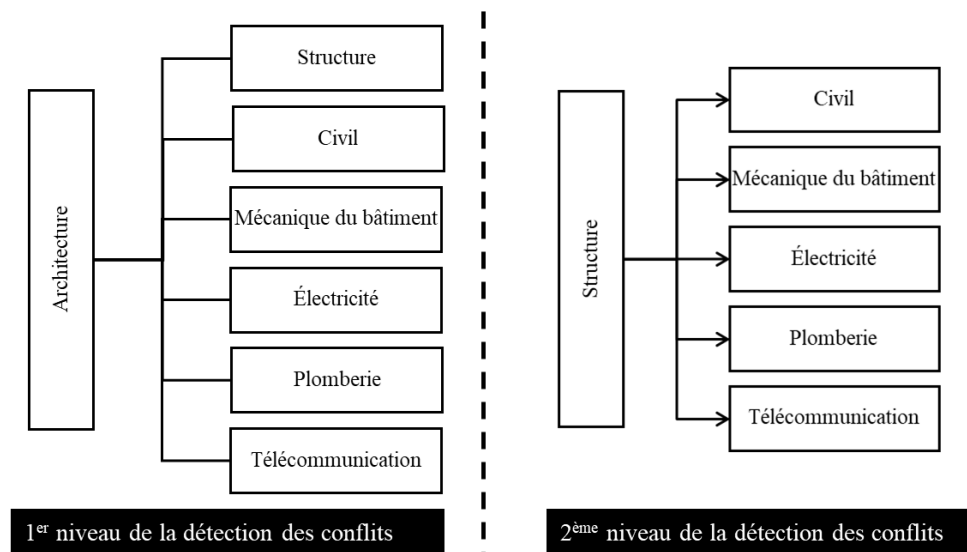 Architecture
Structure
Civil
Mécanique du bâtiment
Électricité
Plomberie
Télécommunication
1er niveau de la détection des conflits
Structure
Civil
Mécanique du bâtiment
Électricité
Plomberie
Télécommunication
2ème niveau de la détection des conflits